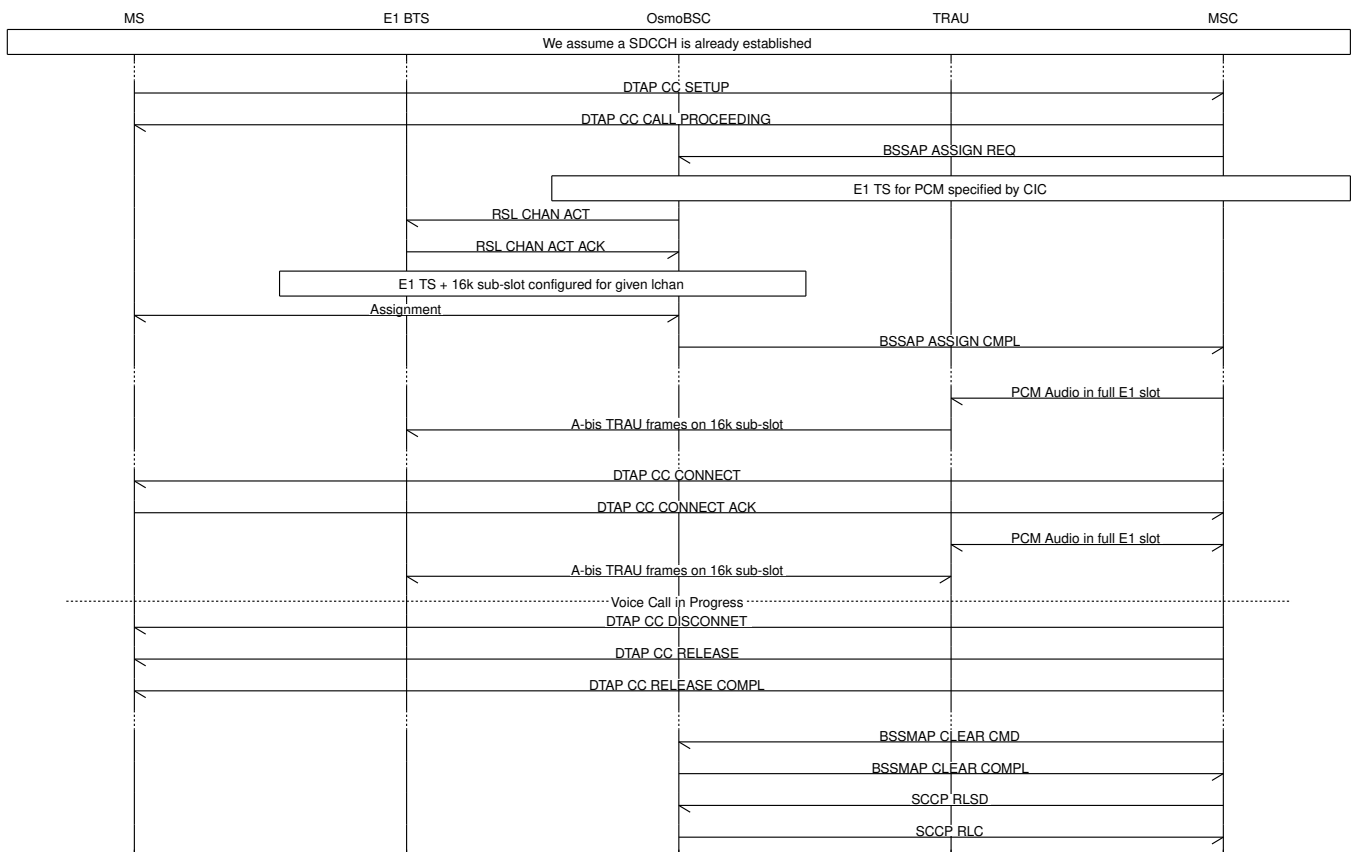 MS E1 BTS OsmoBSC TRAU MSC
We assume a SDCCH is already established
DTAP CC SETUP
DTAP CC CALL PROCEEDING
BSSAP ASSIGN REQ
E1 TS for PCM specified by CIC
RSL CHAN ACT
RSL CHAN ACT ACK
E1 TS + 16k sub-slot configured for given lchan
Assignment
BSSAP ASSIGN CMPL
PCM Audio in full E1 slot
A-bis TRAU frames on 16k sub-slot
DTAP CC CONNECT
DTAP CC CONNECT ACK
PCM Audio in full E1 slot
A-bis TRAU frames on 16k sub-slot
Voice Call in Progress
DTAP CC DISCONNET
DTAP CC RELEASE
DTAP CC RELEASE COMPL
BSSMAP CLEAR CMD
BSSMAP CLEAR COMPL
SCCP RLSD
SCCP RLC